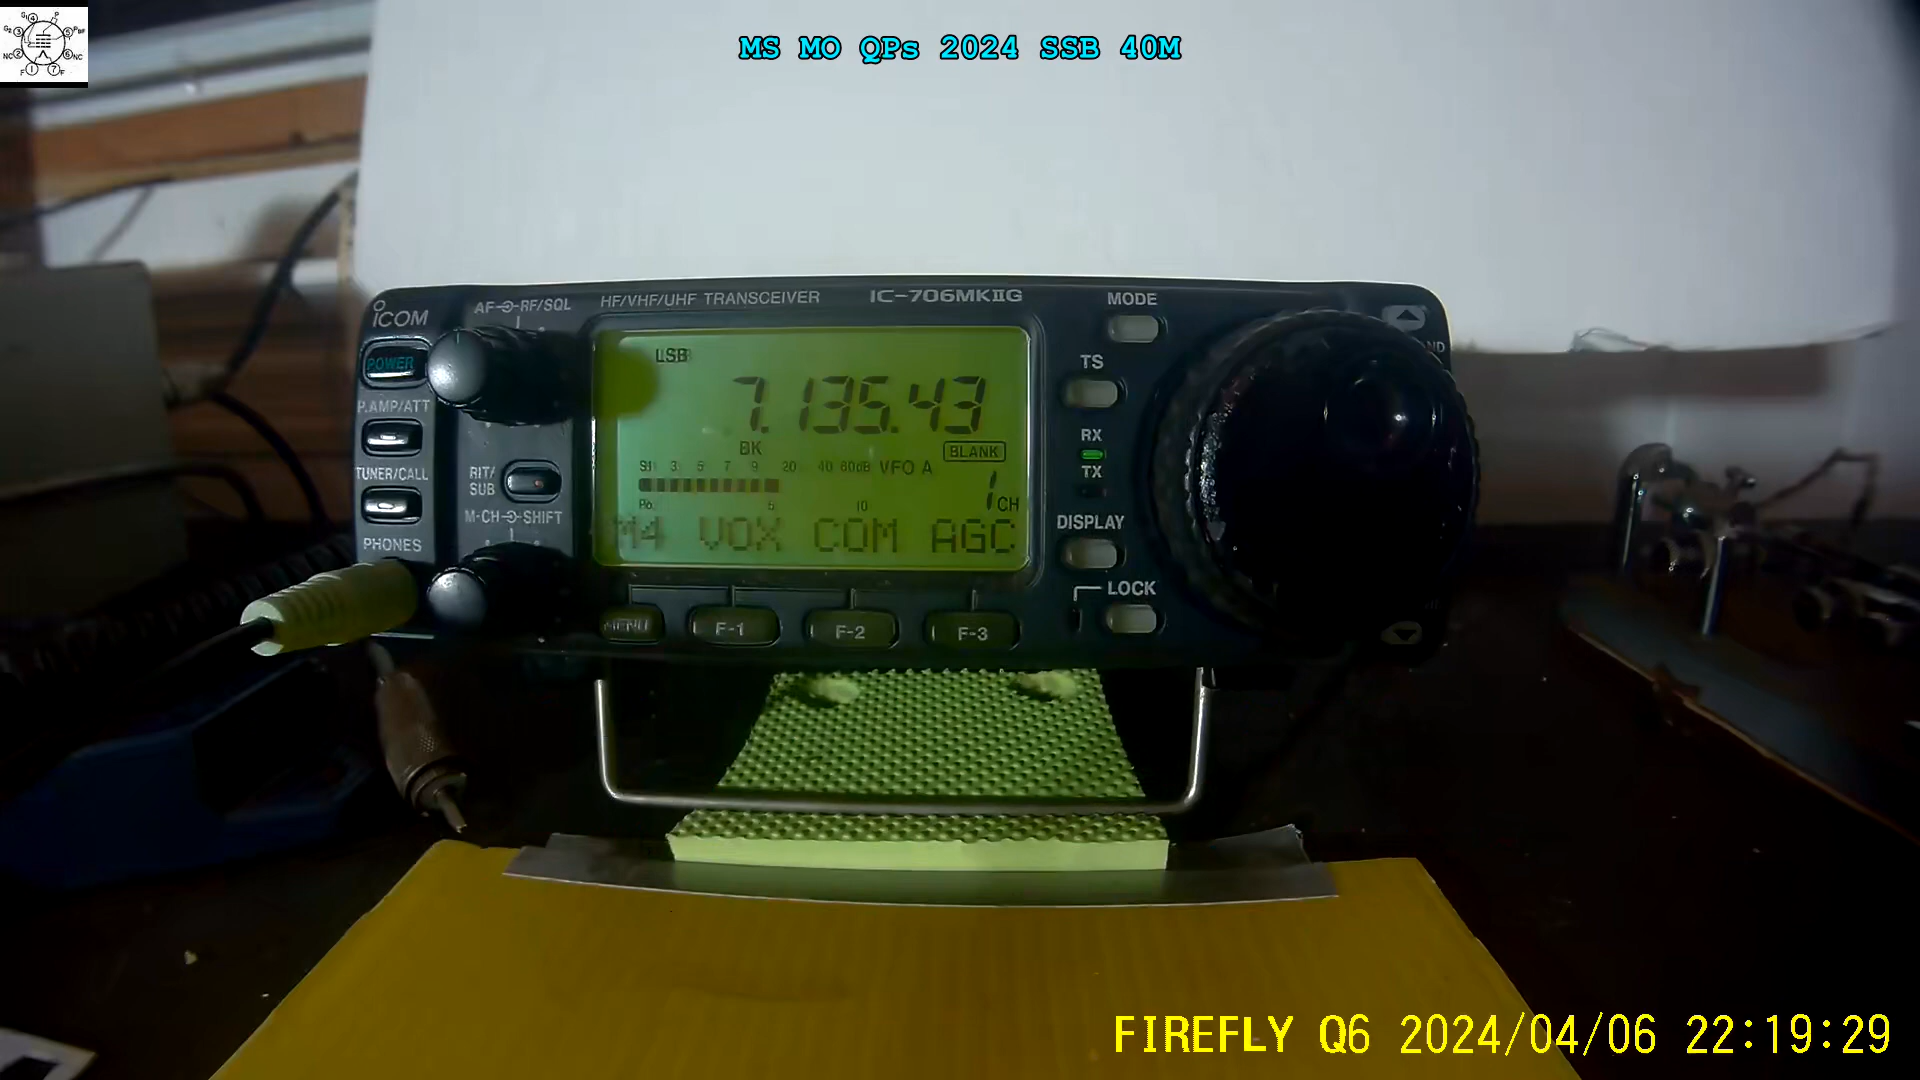 MS MO QPs 2024 SSB 40M
ICOM
AF RF/SQL
HF/VHF/UHF TRANSCEIVER
IC-706MKIIG
MODE
POWER
LSB
TS
7.135.43
P.AMP/ATT
RX
BK
BLANK
TUNER/CALL
RIT/
SUB
S1 3 5 7 9 20 40 60dB VFO A
TX
Po 5 10
1CH
M-CH SHIFT
M4 VOX COM AGC
DISPLAY
PHONES
LOCK
MENU F-1 F-2 F-3
FIREFLY Q6 2024/04/06 22:19:29